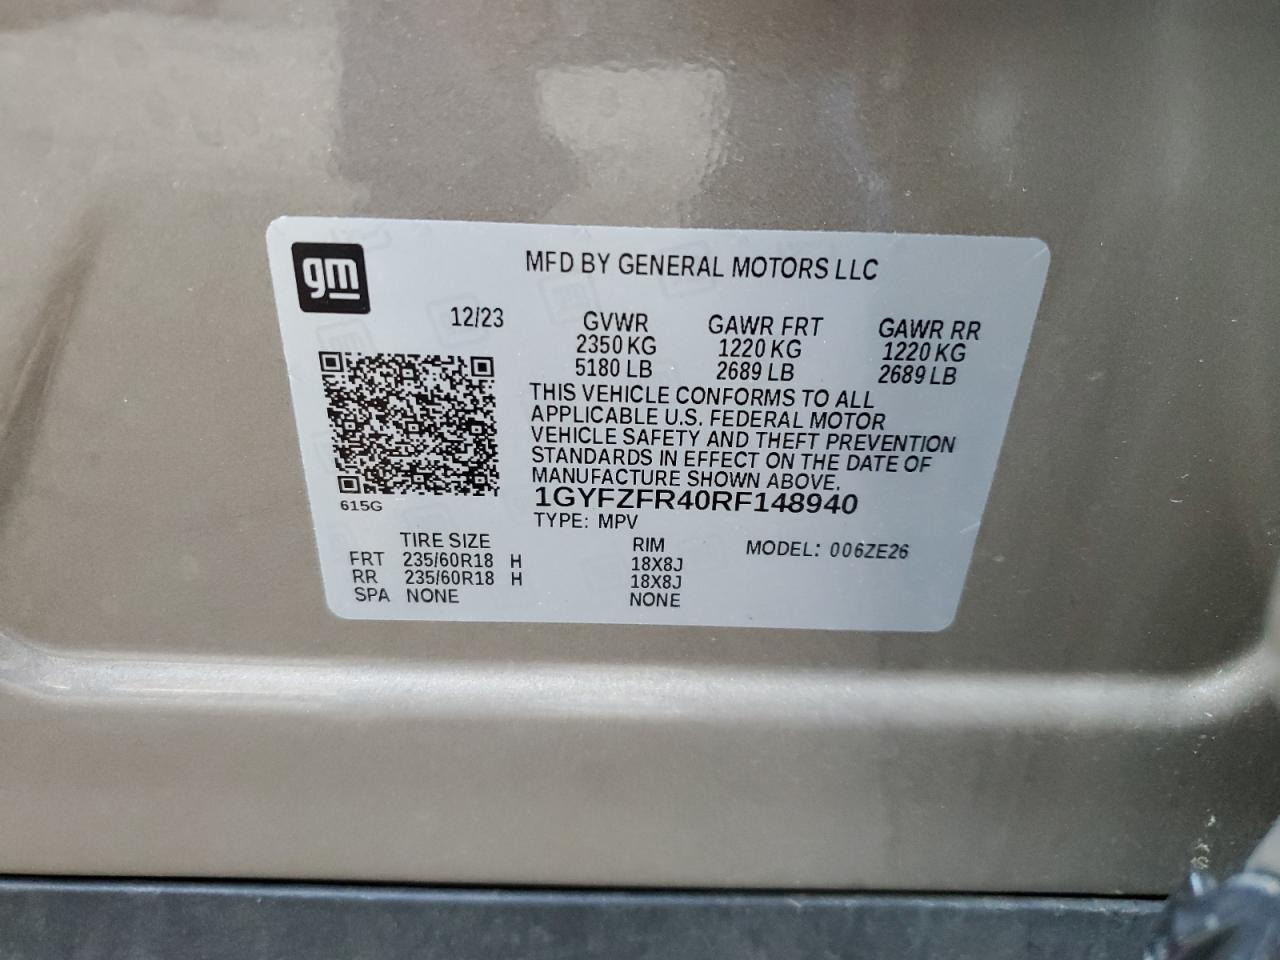 gm
MFD BY GENERAL MOTORS LLC
12/23 GVWR GAWR FRT GAWR RR
2350 KG 1220 KG 1220 KG
5180 LB 2689 LB 2689 LB
THIS VEHICLE CONFORMS TO ALL
APPLICABLE U.S. FEDERAL MOTOR
VEHICLE SAFETY AND THEFT PREVENTION
STANDARDS IN EFFECT ON THE DATE OF
MANUFACTURE SHOWN ABOVE.
615G
1GYFZFR40RF148940
TYPE: MPV
TIRE SIZE RIM MODEL: 006ZE26
FRT 235/60R18 H 18X8J
RR 235/60R18 H 18X8J
SPA NONE NONE